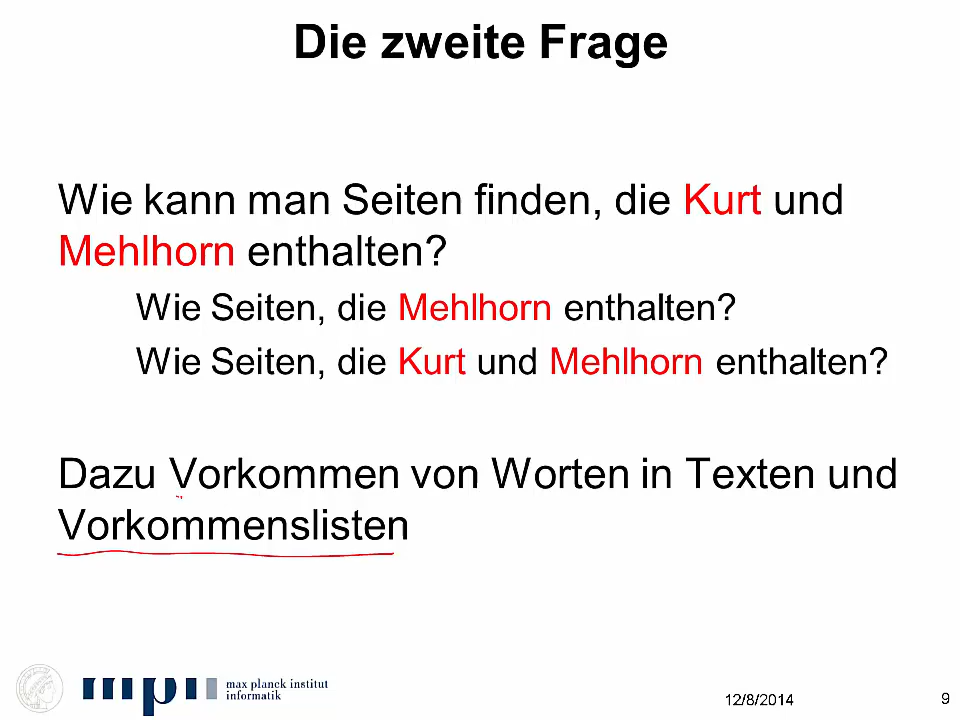 Die zweite Frage
Wie kann man Seiten finden, die Kurt und
Mehlhorn enthalten?
Wie Seiten, die Mehlhorn enthalten?
Wie Seiten, die Kurt und Mehlhorn enthalten?
Dazu Vorkommen von Worten in Texten und
Vorkommenslisten
mpii max planck institut
informatik
12/8/2014
9